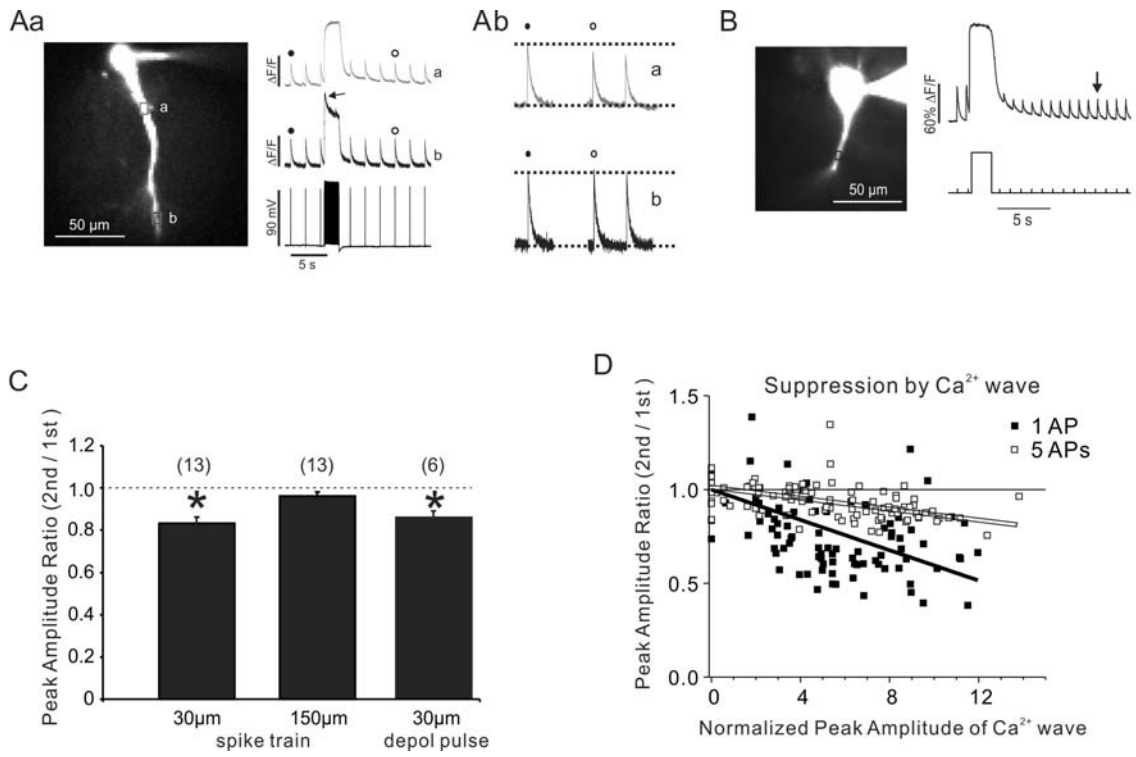 Aa
a
b
50 μm
ΔF/F
a
ΔF/F
b
90 mV
5 s
Ab
a
b
B
50 μm
60% ΔF/F
5 s
C
Peak Amplitude Ratio (2nd / 1st)
1.2
1.0
0.8
0.6
0.4
0.2
0
(13)
(13)
(6)
*
*
30μm
150μm
30μm
spike train
depol pulse
D
Suppression by Ca²⁺ wave
1 AP
5 APs
Peak Amplitude Ratio (2nd / 1st)
1.5
1.0
0.5
0.0
0
4
8
12
Normalized Peak Amplitude of Ca²⁺ wave